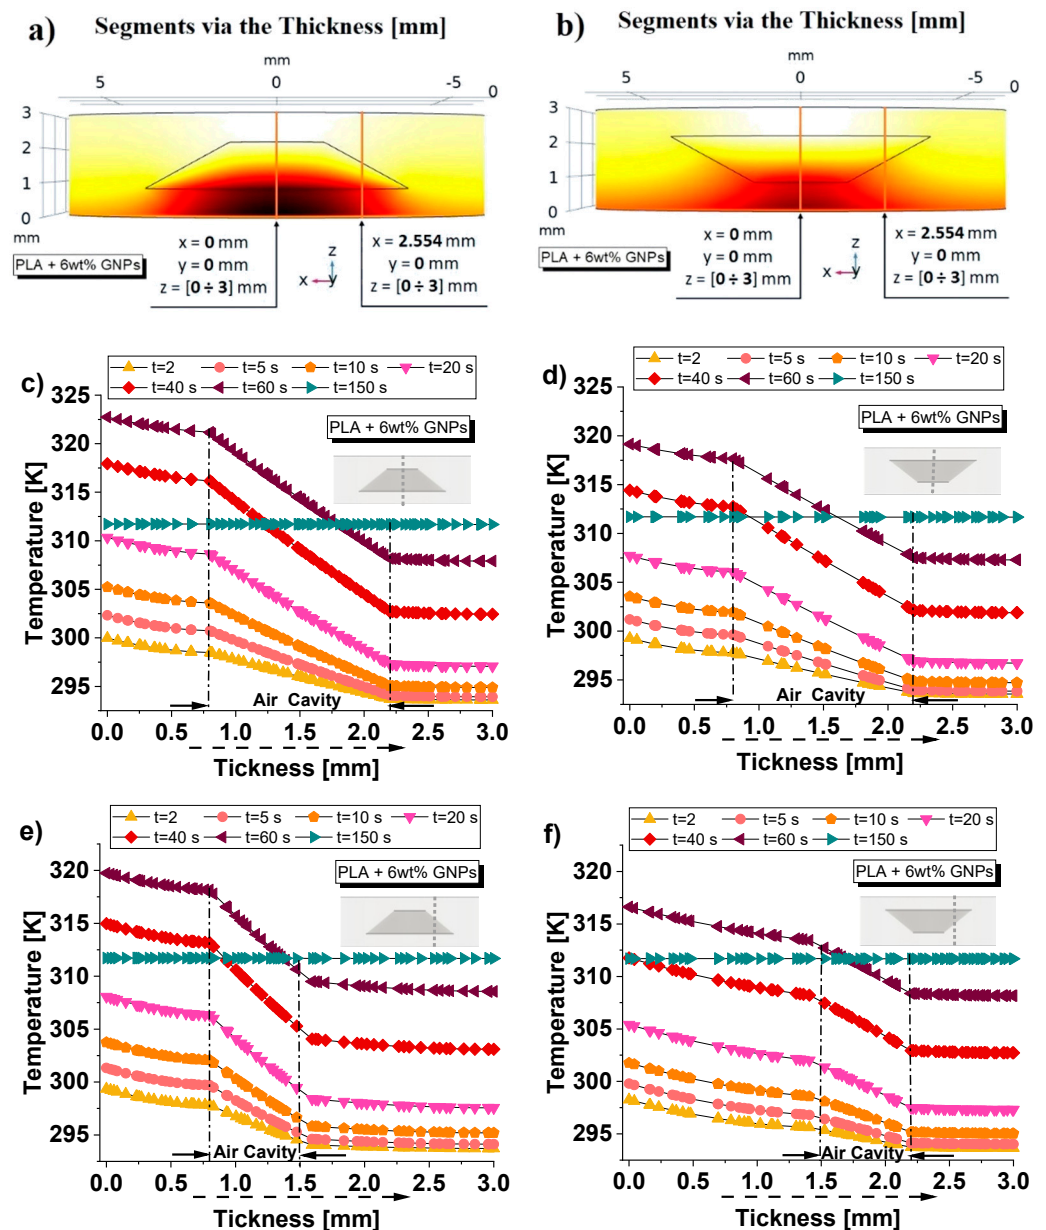 a) Segments via the Thickness [mm]
mm
5 0 -5 0
3
2
1
0
mm
PLA + 6wt% GNPs
x = 0 mm
y = 0 mm
z = [0 ÷ 3] mm
z
x y
x = 2.554 mm
y = 0 mm
z = [0 ÷ 3] mm
b) Segments via the Thickness [mm]
mm
5 0 -5 0
3
2
1
0
mm
PLA + 6wt% GNPs
x = 0 mm
y = 0 mm
z = [0 ÷ 3] mm
z
x y
x = 2.554 mm
y = 0 mm
z = [0 ÷ 3] mm
c)
t=2 t=5 s t=10 s t=20 s
t=40 s t=60 s t=150 s
PLA + 6wt% GNPs
325
320
315
310
305
300
295
Temperature [K]
Air Cavity
0.0 0.5 1.0 1.5 2.0 2.5 3.0
Tickness [mm]
d)
t=2 t=5 s t=10 s t=20 s
t=40 s t=60 s t=150 s
PLA + 6wt% GNPs
325
320
315
310
305
300
295
Temperature [K]
Air Cavity
0.0 0.5 1.0 1.5 2.0 2.5 3.0
Tickness [mm]
e)
t=2 t=5 s t=10 s t=20 s
t=40 s t=60 s t=150 s
PLA + 6wt% GNPs
320
315
310
305
300
295
Temperature [K]
Air Cavity
0.0 0.5 1.0 1.5 2.0 2.5 3.0
Tickness [mm]
f)
t=2 t=5 s t=10 s t=20 s
t=40 s t=60 s t=150 s
PLA + 6wt% GNPs
320
315
310
305
300
295
Temperature [K]
Air Cavity
0.0 0.5 1.0 1.5 2.0 2.5 3.0
Tickness [mm]